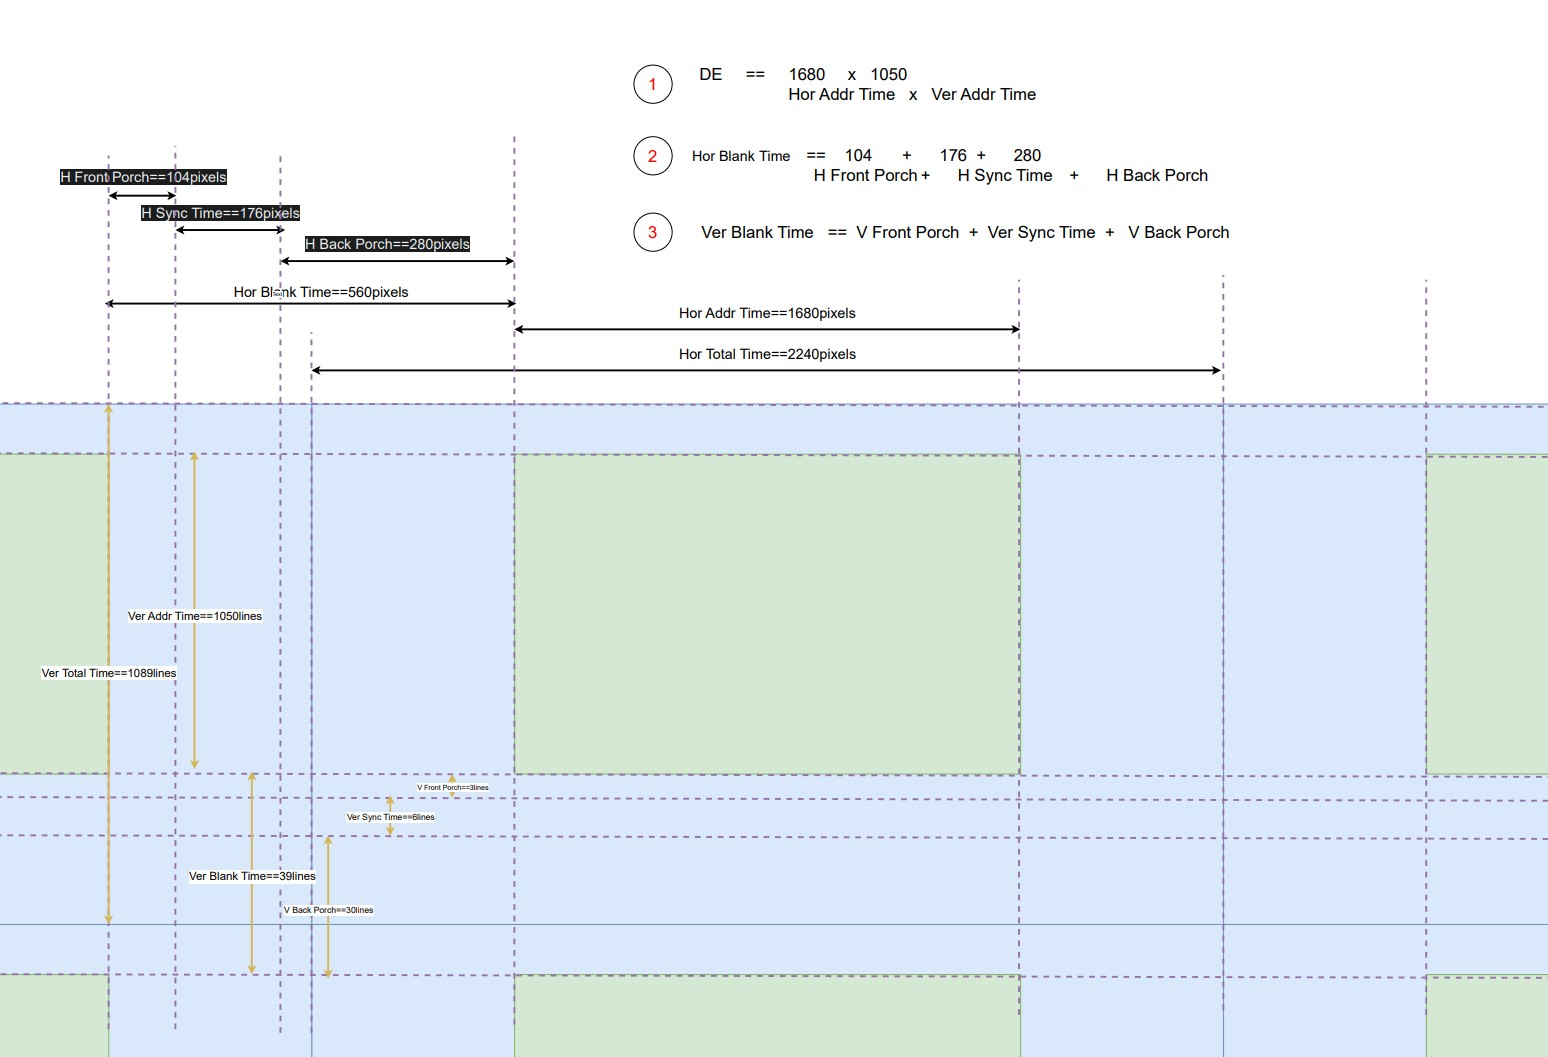 1
DE == 1680 x 1050
Hor Addr Time x Ver Addr Time
2
Hor Blank Time == 104 + 176 + 280
H Front Porch + H Sync Time + H Back Porch
3
Ver Blank Time == V Front Porch + Ver Sync Time + V Back Porch
H Front Porch==104pixels
H Sync Time==176pixels
H Back Porch==280pixels
Hor Blank Time==560pixels
Hor Addr Time==1680pixels
Hor Total Time==2240pixels
Ver Addr Time==1050lines
Ver Total Time==1089lines
V Front Porch==3lines
Ver Sync Time==6lines
Ver Blank Time==39lines
V Back Porch==30lines